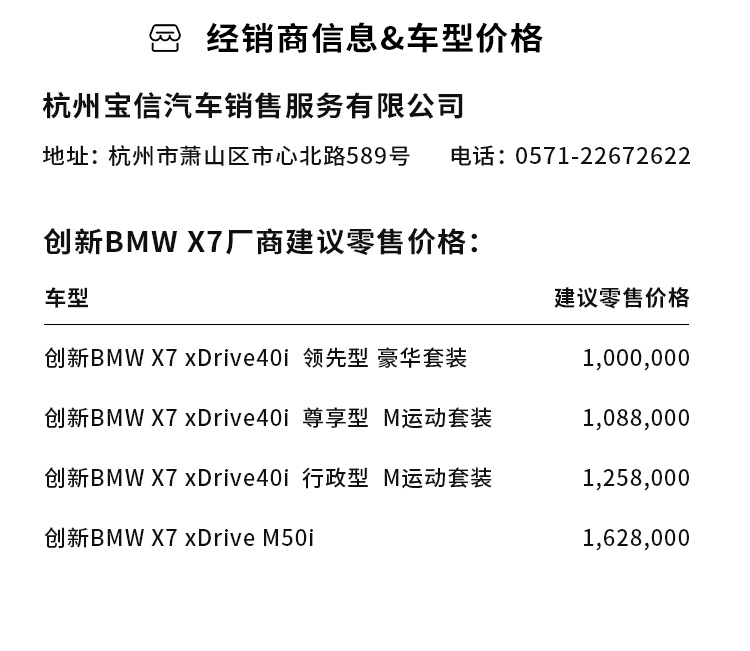 经销商信息&车型价格
杭州宝信汽车销售服务有限公司
地址：杭州市萧山区市心北路589号 电话：0571-22672622
创新BMW X7厂商建议零售价格：
车型 建议零售价格
创新BMW X7 xDrive40i 领先型 豪华套装 1,000,000
创新BMW X7 xDrive40i 尊享型 M运动套装 1,088,000
创新BMW X7 xDrive40i 行政型 M运动套装 1,258,000
创新BMW X7 xDrive M50i 1,628,000